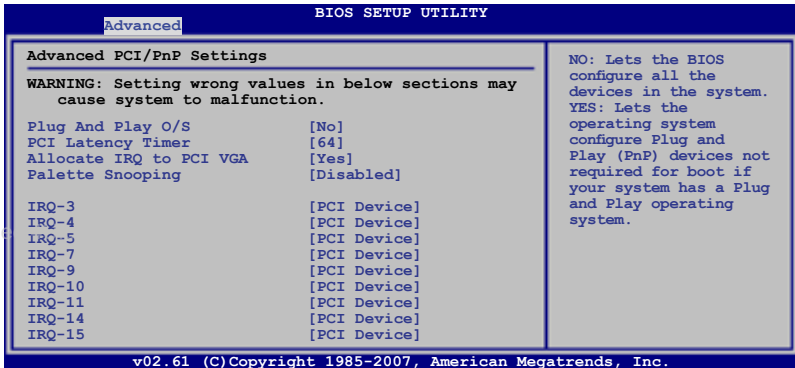 BIOS SETUP UTILITY
Advanced
Advanced PCI/PnP Settings
WARNING: Setting wrong values in below sections may
cause system to malfunction.
Plug And Play O/S [No]
PCI Latency Timer [64]
Allocate IRQ to PCI VGA [Yes]
Palette Snooping [Disabled]
IRQ-3 [PCI Device]
IRQ-4 [PCI Device]
IRQ-5 [PCI Device]
IRQ-7 [PCI Device]
IRQ-9 [PCI Device]
IRQ-10 [PCI Device]
IRQ-11 [PCI Device]
IRQ-14 [PCI Device]
IRQ-15 [PCI Device]
NO: Lets the BIOS
configure all the
devices in the system.
YES: Lets the
operating system
configure Plug and
Play (PnP) devices not
required for boot if
your system has a Plug
and Play operating
system.
v02.61 (C)Copyright 1985-2007, American Megatrends, Inc.